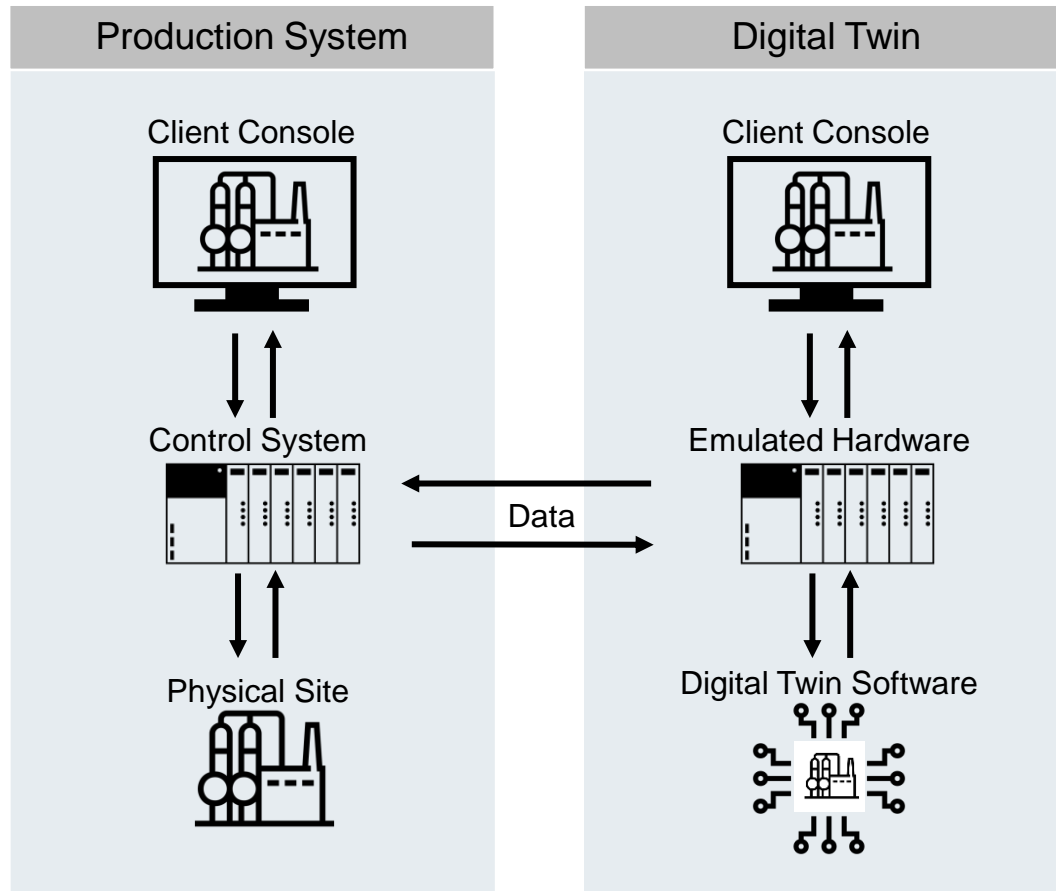 Production System
Digital Twin
Client Console
Client Console
Control System
Emulated Hardware
Data
Physical Site
Digital Twin Software